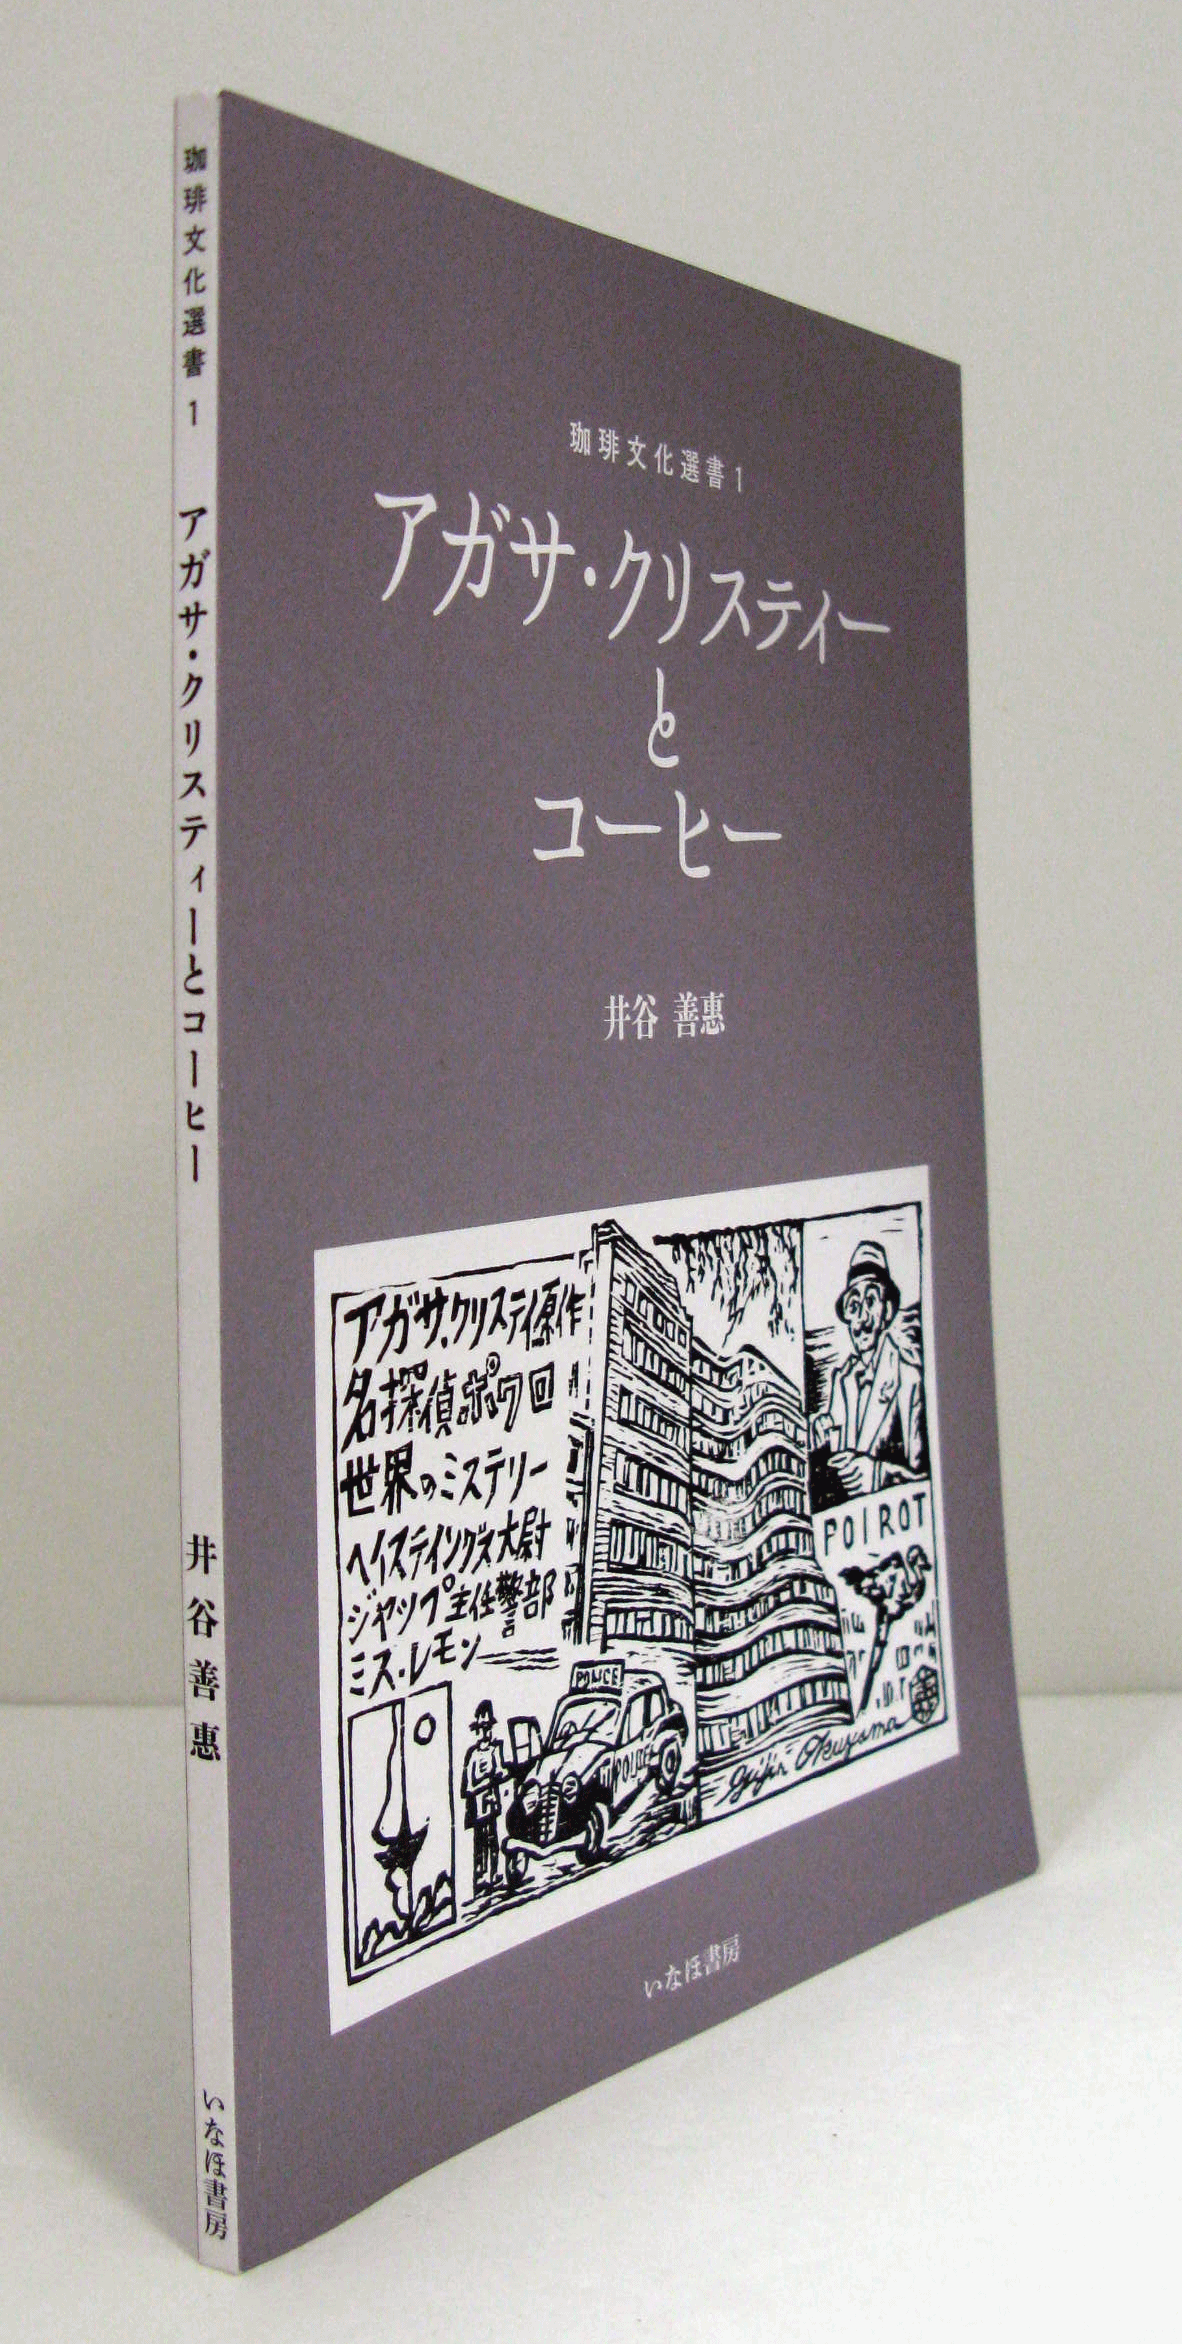 珈琲文化選書 1 アガサ・クリスティーとコーヒー 井谷善惠 いなほ書房
珈琲文化選書1
アガサ・クリスティー
と
コーヒー
井谷 善惠
アガサ.クリスティ原作
名探偵ポワロ
世界のミステリー
ヘイスティングス大尉
ジャップ主任警部
ミス・レモン
POIROT
POLICE
POLICE
Gijin Okuyama
いなほ書房